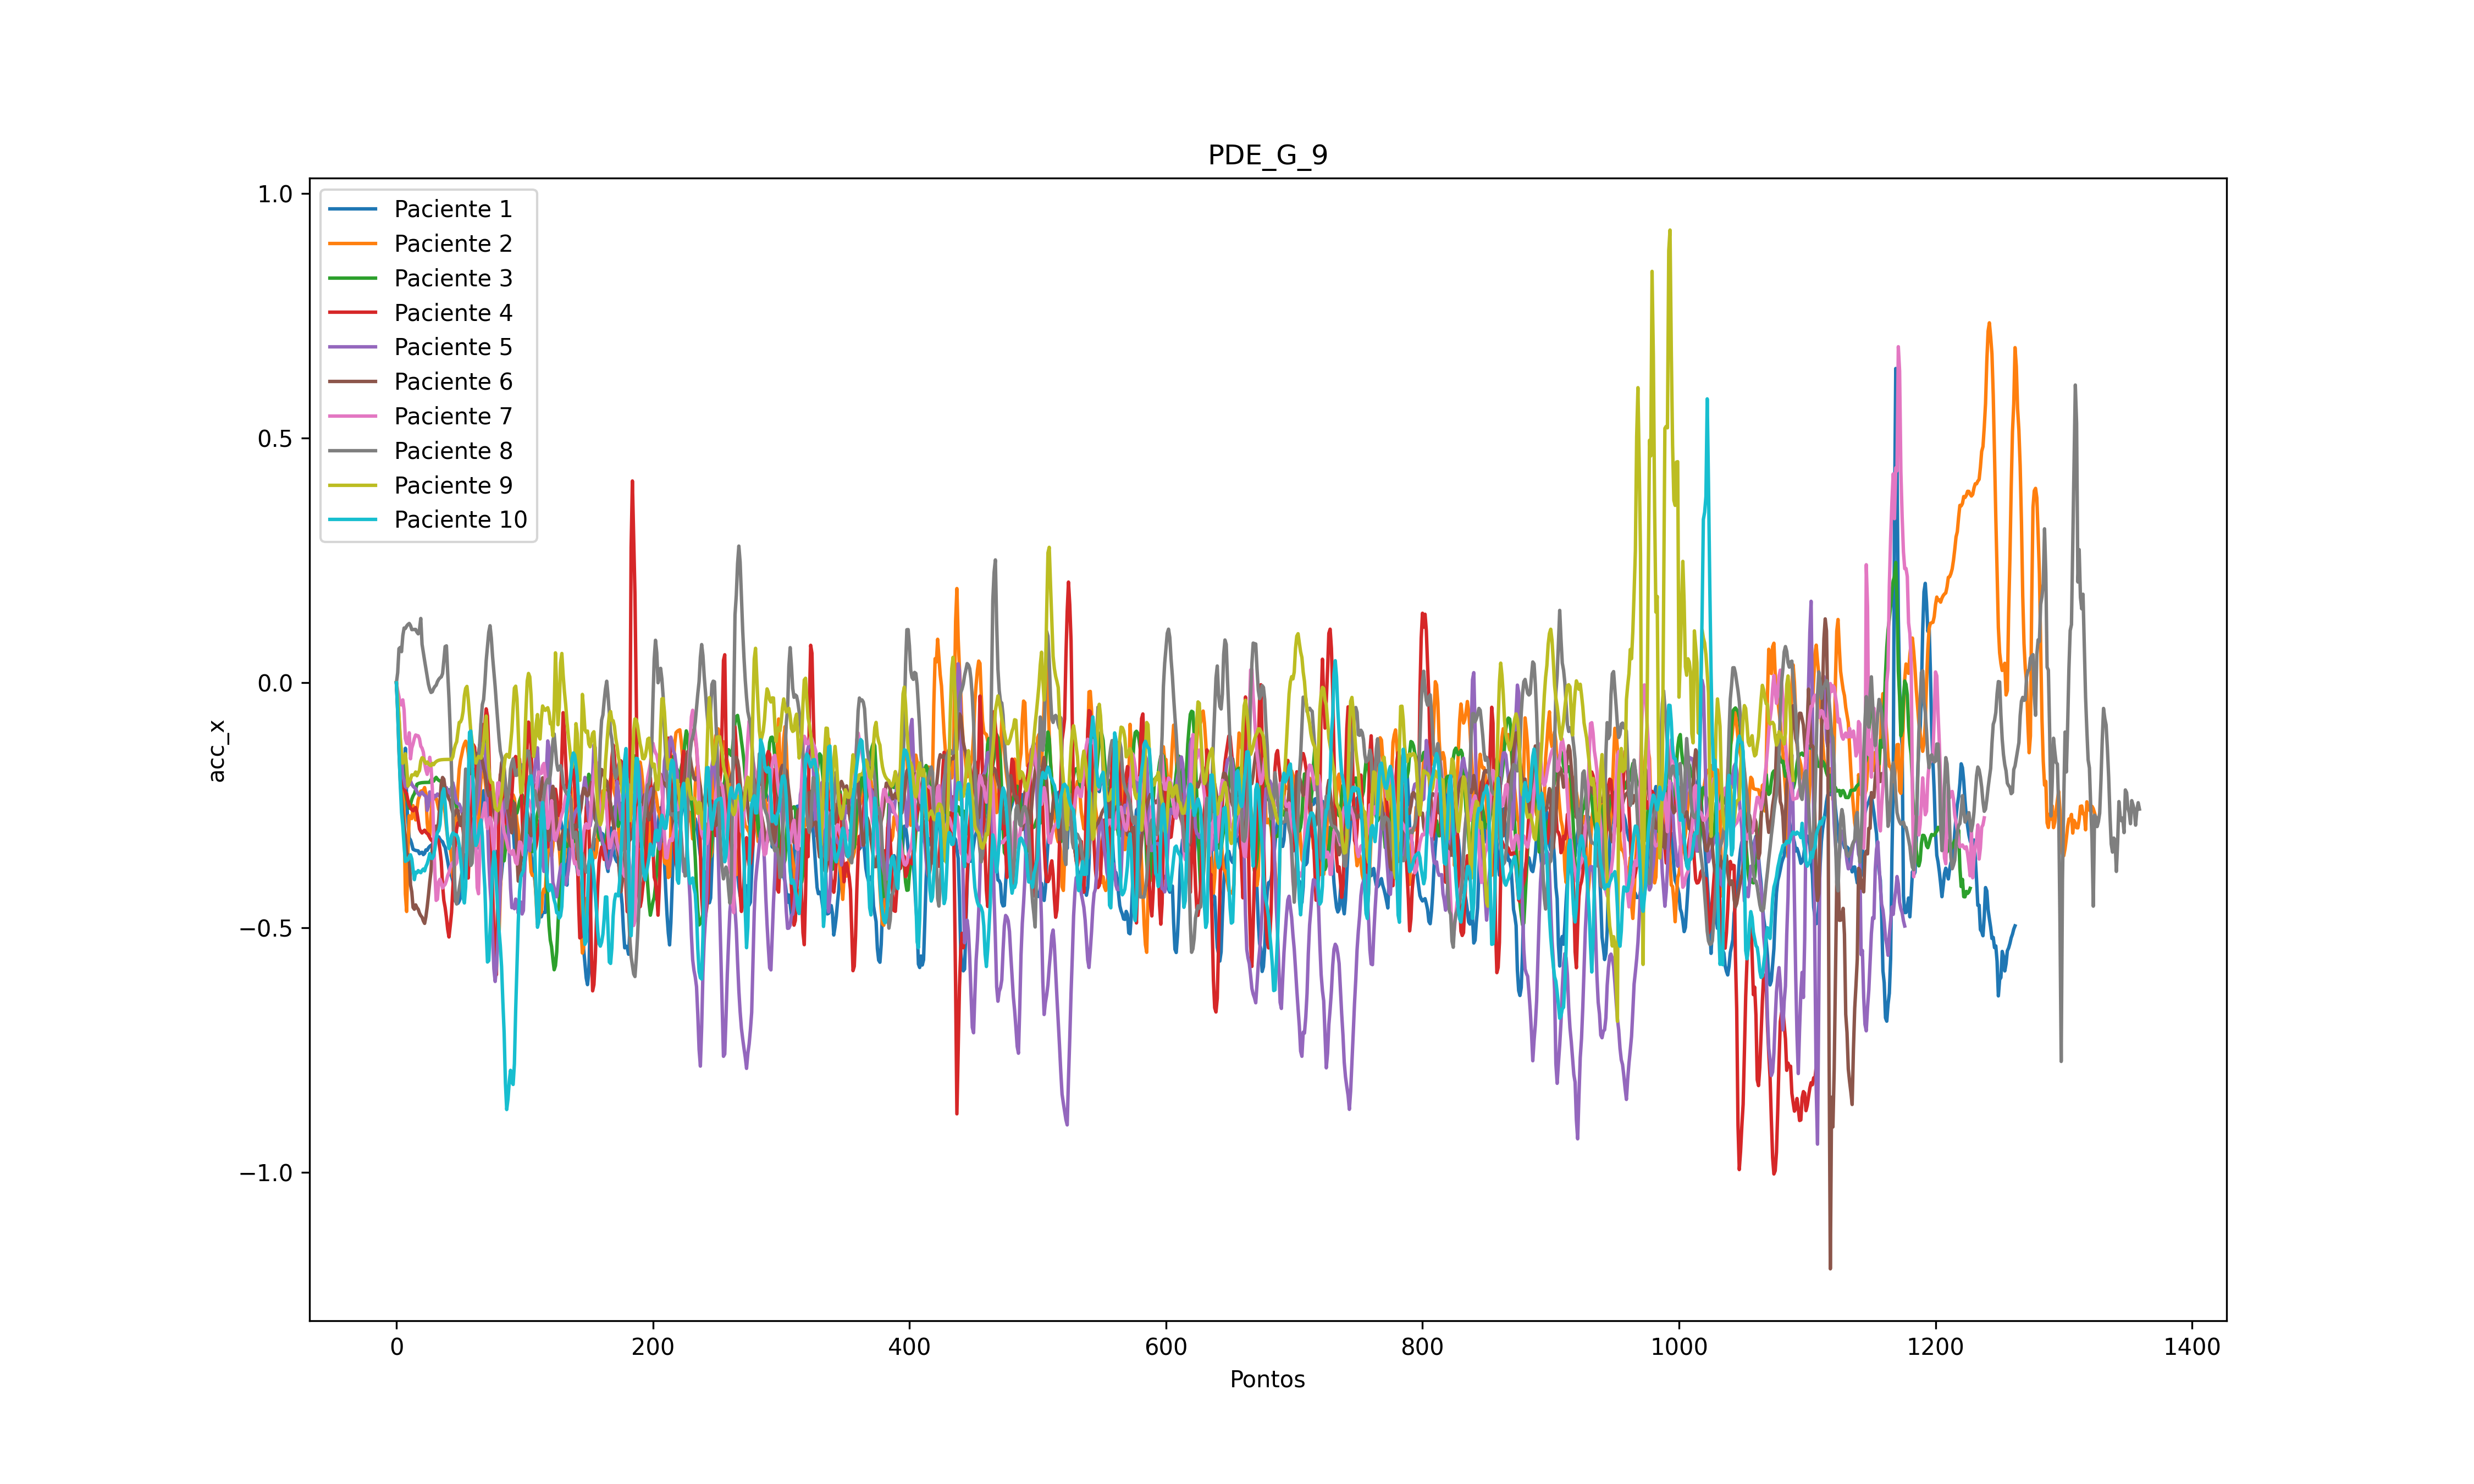 PDE_G_9
1.0
0.5
0.0
−0.5
−1.0
acc_x
Paciente 1
Paciente 2
Paciente 3
Paciente 4
Paciente 5
Paciente 6
Paciente 7
Paciente 8
Paciente 9
Paciente 10
0 200 400 600 800 1000 1200 1400
Pontos